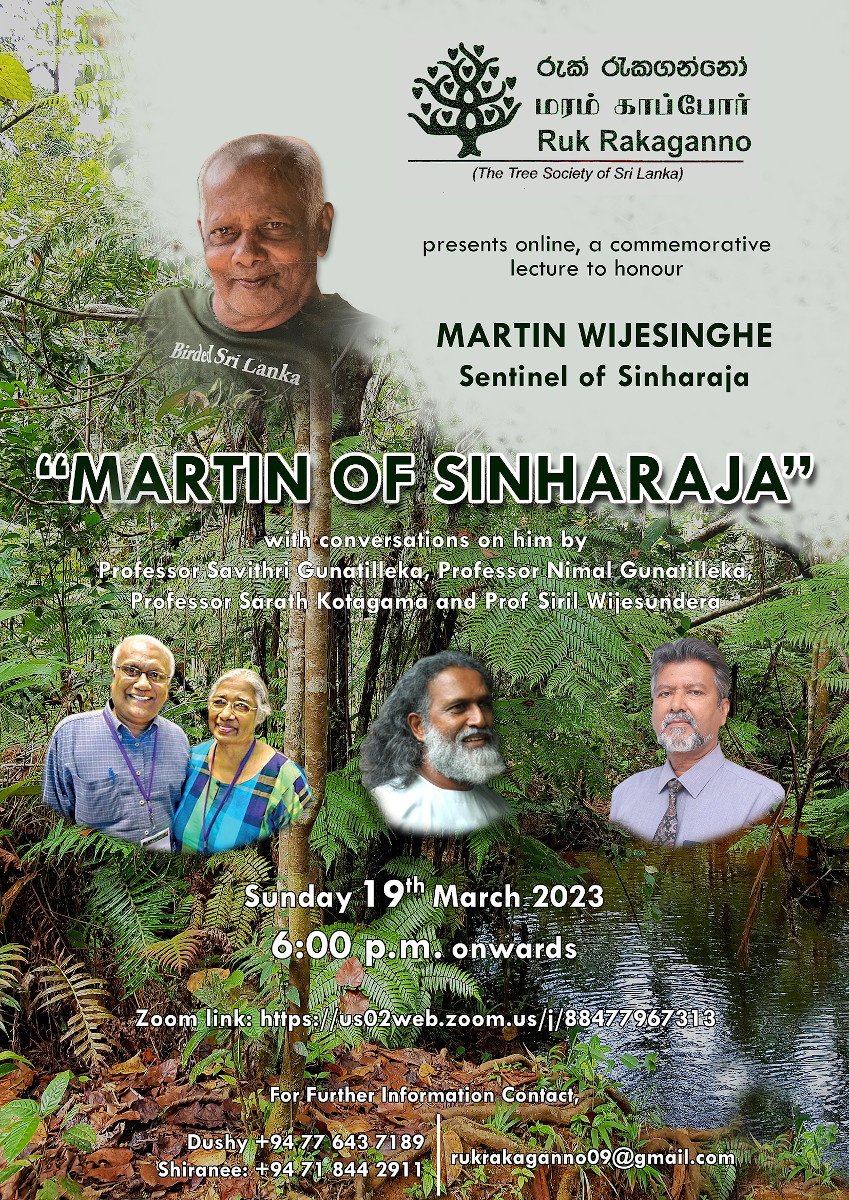 රුක් රැකගන්නෝ
மரம் காப்போர்
Ruk Rakaganno
(The Tree Society of Sri Lanka)
presents online, a commemorative
lecture to honour
MARTIN WIJESINGHE
Sentinel of Sinharaja
Birded Sri Lanka
“MARTIN OF SINHARAJA”
with conversations on him by
Professor Savithri Gunatilleka, Professor Nimal Gunatilleka,
Professor Sarath Kotagama and Prof Siril Wijesundera
Sunday 19th March 2023
6:00 p.m. onwards
Zoom link: https://us02web.zoom.us/j/88477967313
For Further Information Contact,
Dushy +94 77 643 7189
Shiranee: +94 71 844 2911
rukrakaganno09@gmail.com